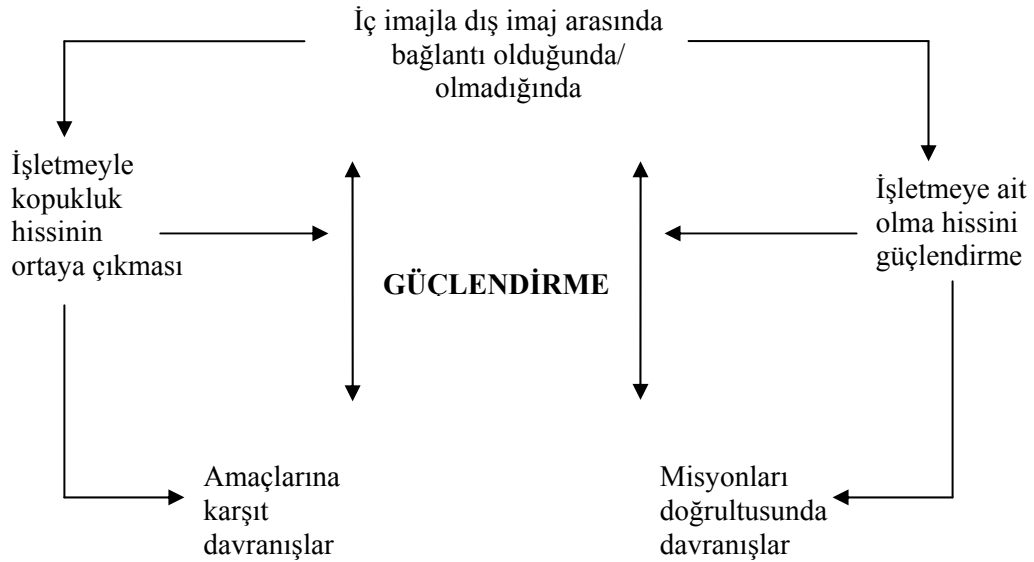 İç imajla dış imaj arasında
bağlantı olduğunda/
olmadığında
İşletmeyle
kopukluk
hissinin
ortaya çıkması
İşletmeye ait
olma hissini
güçlendirme
GÜÇLENDİRME
Amaçlarına
karşıt
davranışlar
Misyonları
doğrultusunda
davranışlar